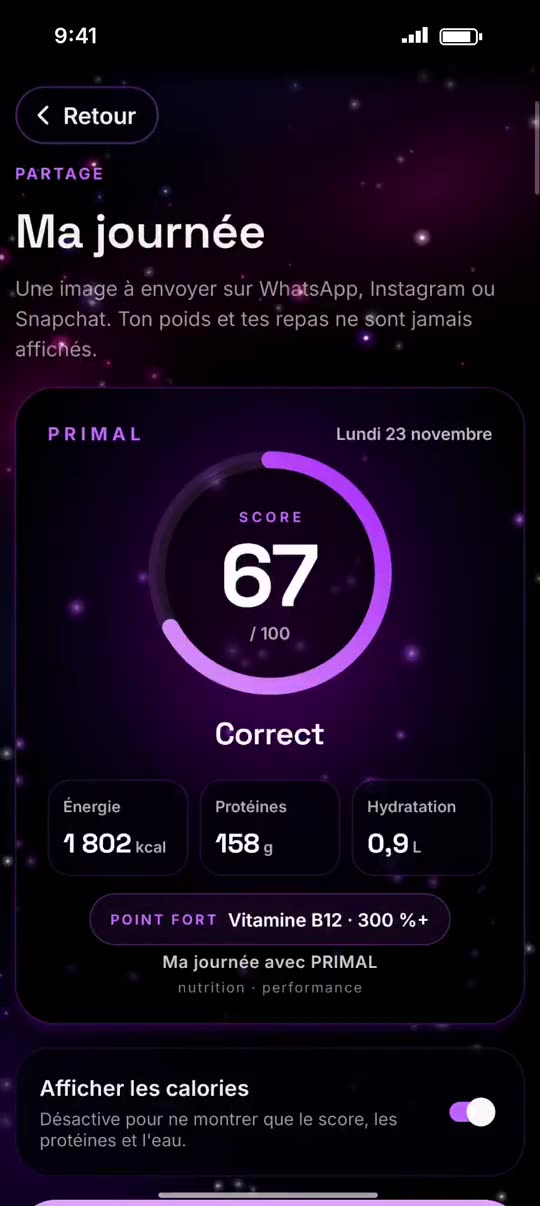 9:41
Retour
PARTAGE
Ma journée
Une image à envoyer sur WhatsApp, Instagram ou
Snapchat. Ton poids et tes repas ne sont jamais
affichés.
PRIMAL
Lundi 23 novembre
SCORE
67
/ 100
Correct
Énergie
1 802 kcal
Protéines
158 g
Hydratation
0,9 L
POINT FORT Vitamine B12 · 300 %+
Ma journée avec PRIMAL
nutrition · performance
Afficher les calories
Désactive pour ne montrer que le score, les
protéines et l'eau.